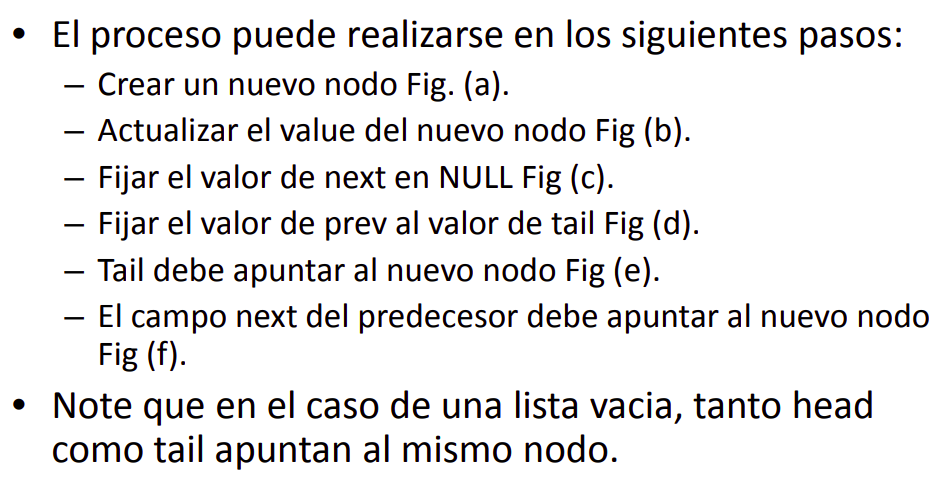 • El proceso puede realizarse en los siguientes pasos:
– Crear un nuevo nodo Fig. (a).
– Actualizar el value del nuevo nodo Fig (b).
– Fijar el valor de next en NULL Fig (c).
– Fijar el valor de prev al valor de tail Fig (d).
– Tail debe apuntar al nuevo nodo Fig (e).
– El campo next del predecesor debe apuntar al nuevo nodo
Fig (f).
• Note que en el caso de una lista vacia, tanto head
como tail apuntan al mismo nodo.